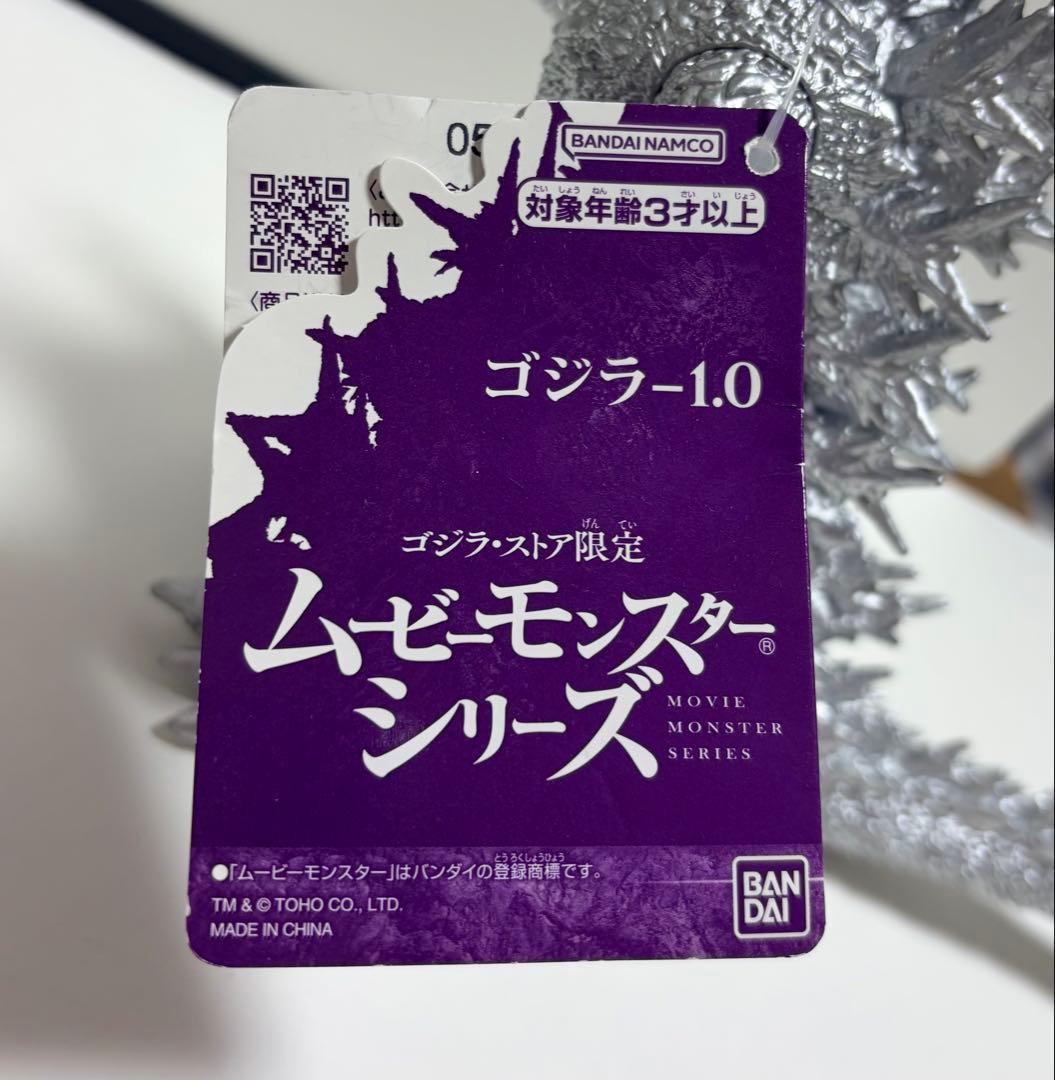 05
htt
〈商品
BANDAI NAMCO
対象年齢3才以上
たいしょうねんれい さいいじょう
ゴジラ-1.0
ゴジラ・ストア限定
げんてい
ムービーモンスター®
シリーズ
MOVIE
MONSTER
SERIES
●「ムービーモンスター」はバンダイの登録商標です。
とうろくしょうひょう
TM & © TOHO CO., LTD.
MADE IN CHINA
BAN
DAI